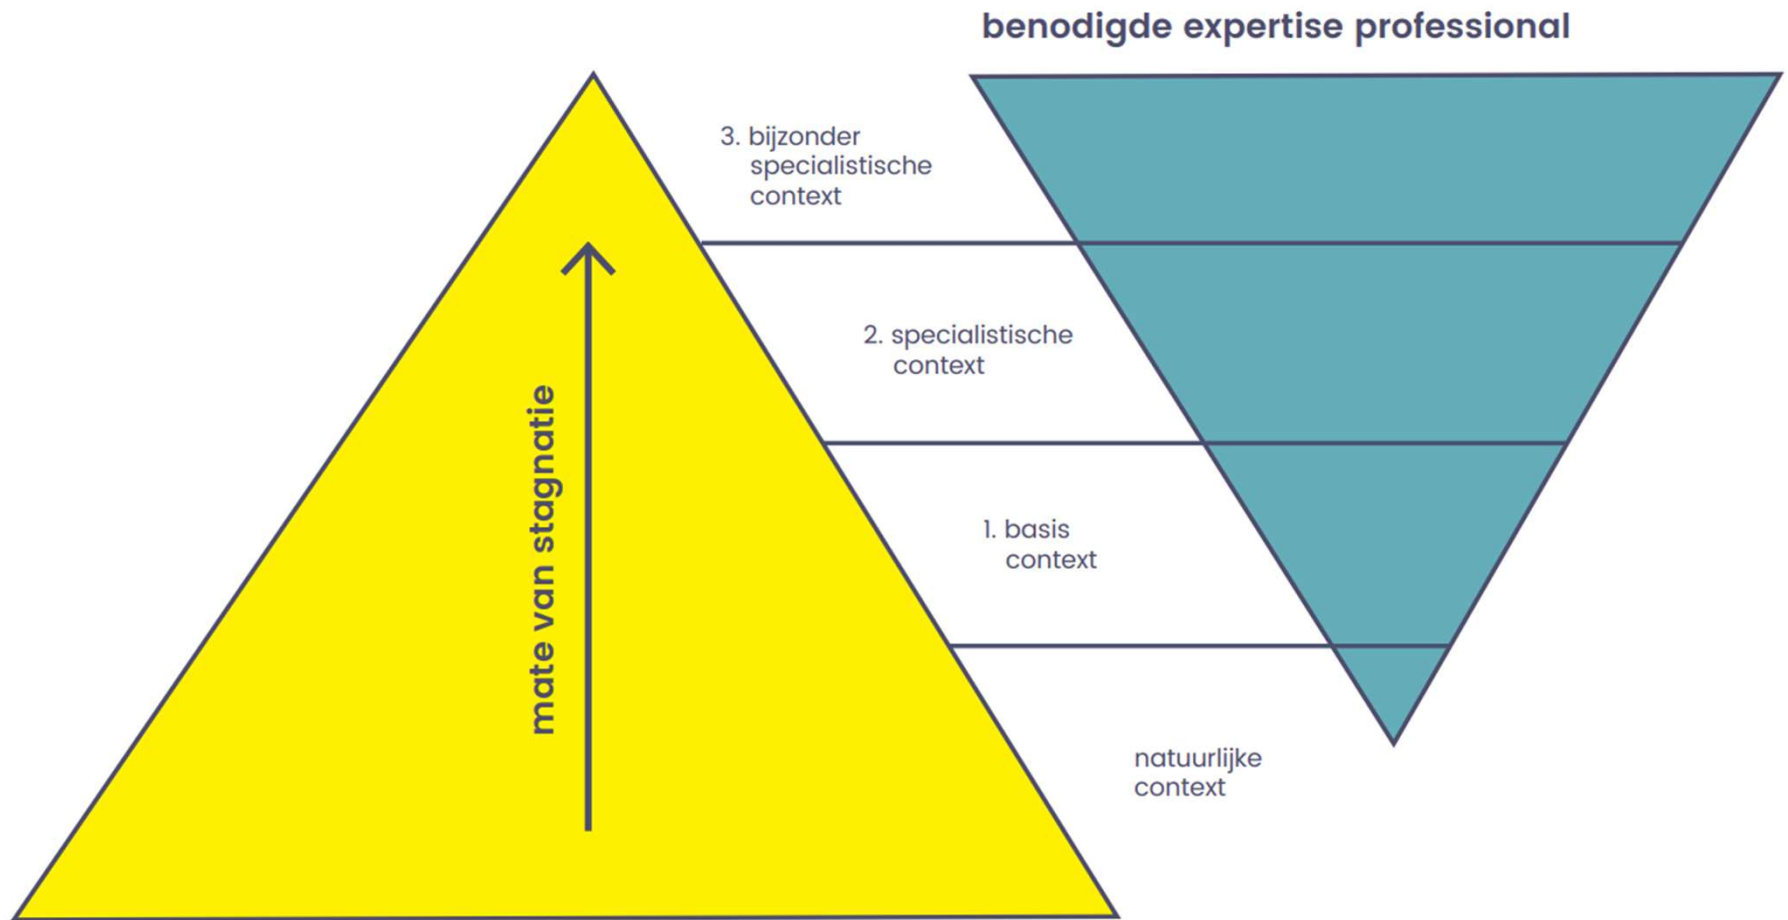 benodigde expertise professional
3. bijzonder
specialistische
context
2. specialistische
context
mate van stagnatie
1. basis
context
natuurlijke
context